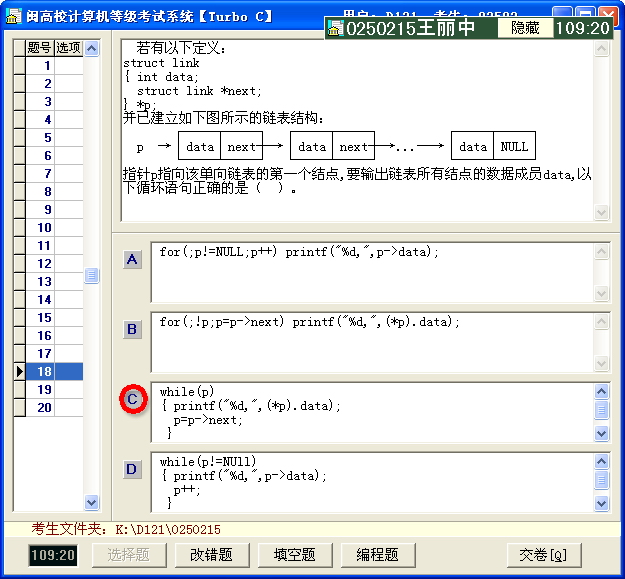 闽高校计算机等级考试系统【Turbo C】
0250215王丽中 隐藏 109:20
题号 选项
1
2
3
4
5
6
7
8
9
10
11
12
13
14
15
16
17
18
19
20
若有以下定义:
struct link
{ int data;
struct link *next;
} *p;
并已建立如下图所示的链表结构:
p → data next → data next →...→ data NULL
指针p指向该单向链表的第一个结点,要输出链表所有结点的数据成员data,以
下循环语句正确的是（ ）。
A for(;p!=NULL;p++) printf("%d,",p->data);
B for(;!p;p=p->next) printf("%d,",(*p).data);
C while(p)
{ printf("%d,",(*p).data);
p=p->next;
}
D while(p!=NUll)
{ printf("%d,",p->data);
p++;
}
考生文件夹: K:\D121\0250215
109:20 选择题 改错题 填空题 编程题 交卷[Q]